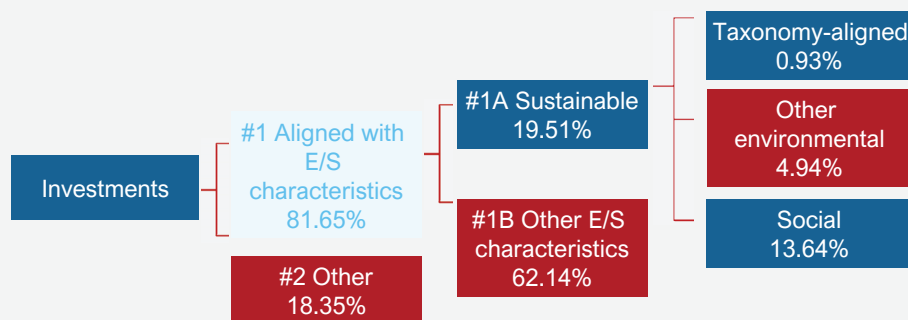 Investments
#1 Aligned with
E/S
characteristics
81.65%
#2 Other
18.35%
#1A Sustainable
19.51%
#1B Other E/S
characteristics
62.14%
Taxonomy-aligned
0.93%
Other
environmental
4.94%
Social
13.64%